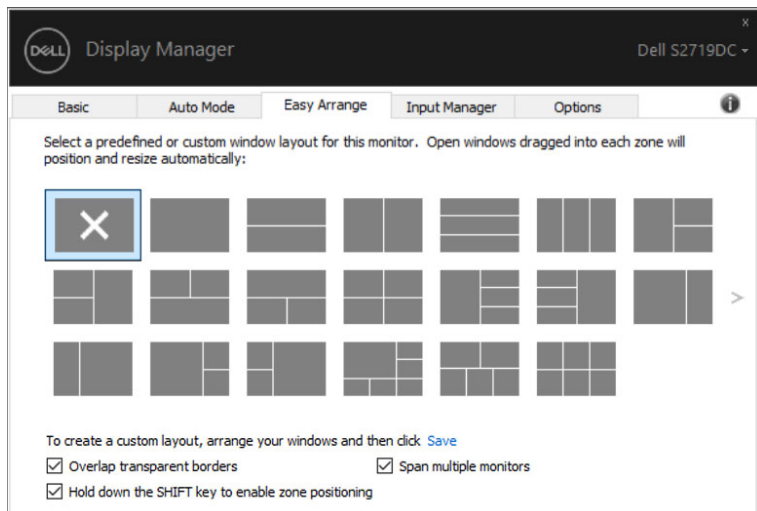 x
DELL Display Manager
Dell S2719DC
Basic Auto Mode Easy Arrange Input Manager Options
Select a predefined or custom window layout for this monitor. Open windows dragged into each zone will
position and resize automatically:
To create a custom layout, arrange your windows and then click Save
Overlap transparent borders Span multiple monitors
Hold down the SHIFT key to enable zone positioning